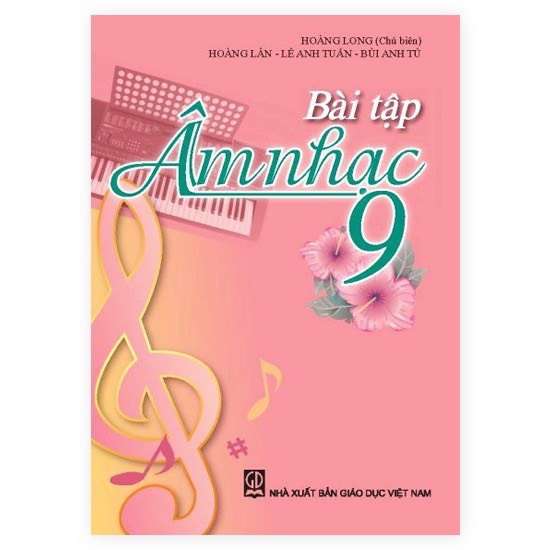 HOÀNG LONG (Chủ biên)
HOÀNG LÂN - LÊ ANH TUẤN - BÙI ANH TÚ
Bài tập
Âm nhạc
9
GD
NHÀ XUẤT BẢN GIÁO DỤC VIỆT NAM